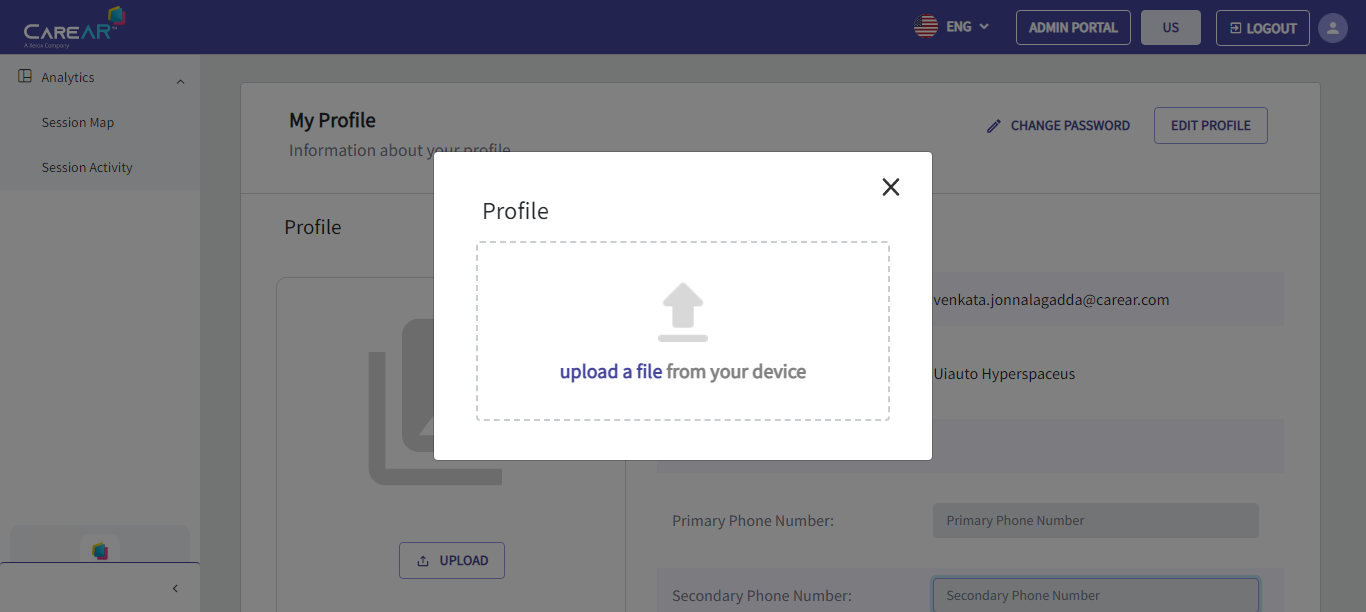 CAREAR™
A Xerox Company
ENG
ADMIN PORTAL
US
LOGOUT
Analytics
Session Map
Session Activity
My Profile
Information about your profile
CHANGE PASSWORD
EDIT PROFILE
Profile
Profile
upload a file from your device
venkata.jonnalagadda@carear.com
Uiauto Hyperspaceus
Primary Phone Number:
Primary Phone Number
UPLOAD
Secondary Phone Number:
Secondary Phone Number